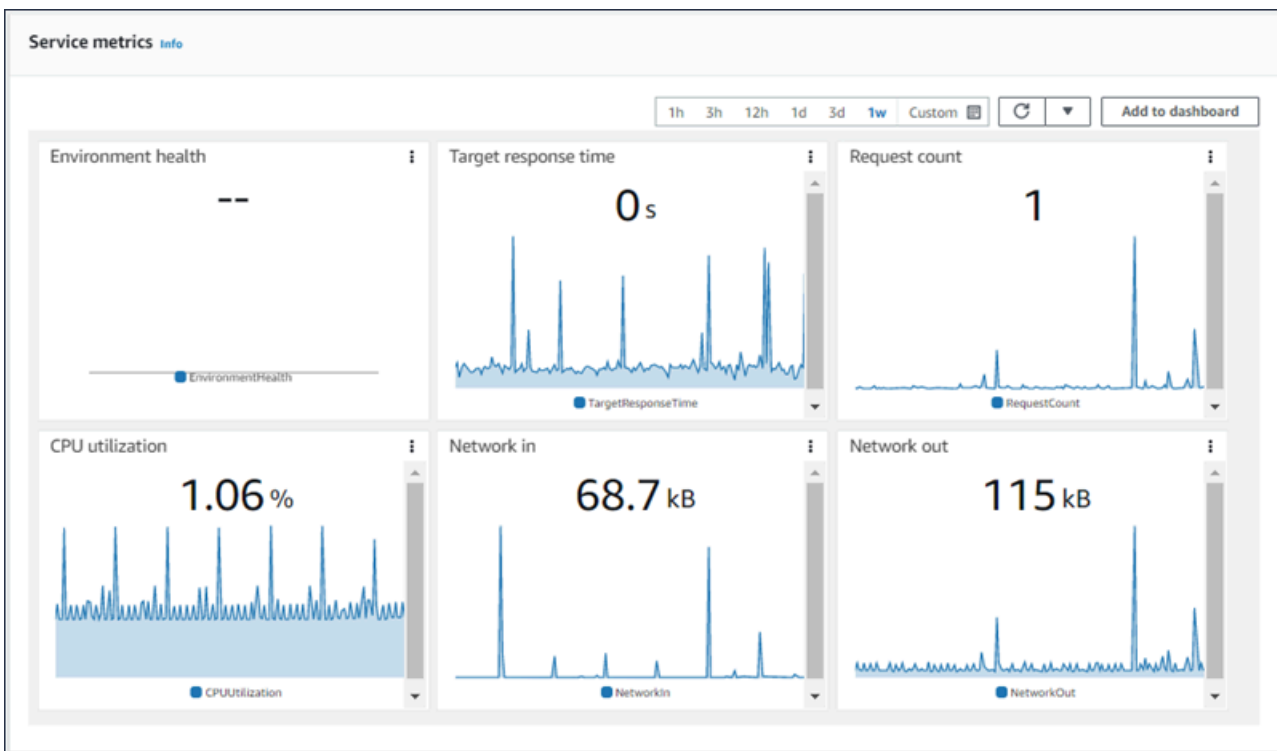 Service metrics Info
1h 3h 12h 1d 3d 1w Custom Add to dashboard
Environment health
--
EnvironmentHealth
Target response time
0 s
TargetResponseTime
Request count
1
RequestCount
CPU utilization
1.06 %
CPUUtilization
Network in
68.7 kB
NetworkIn
Network out
115 kB
NetworkOut